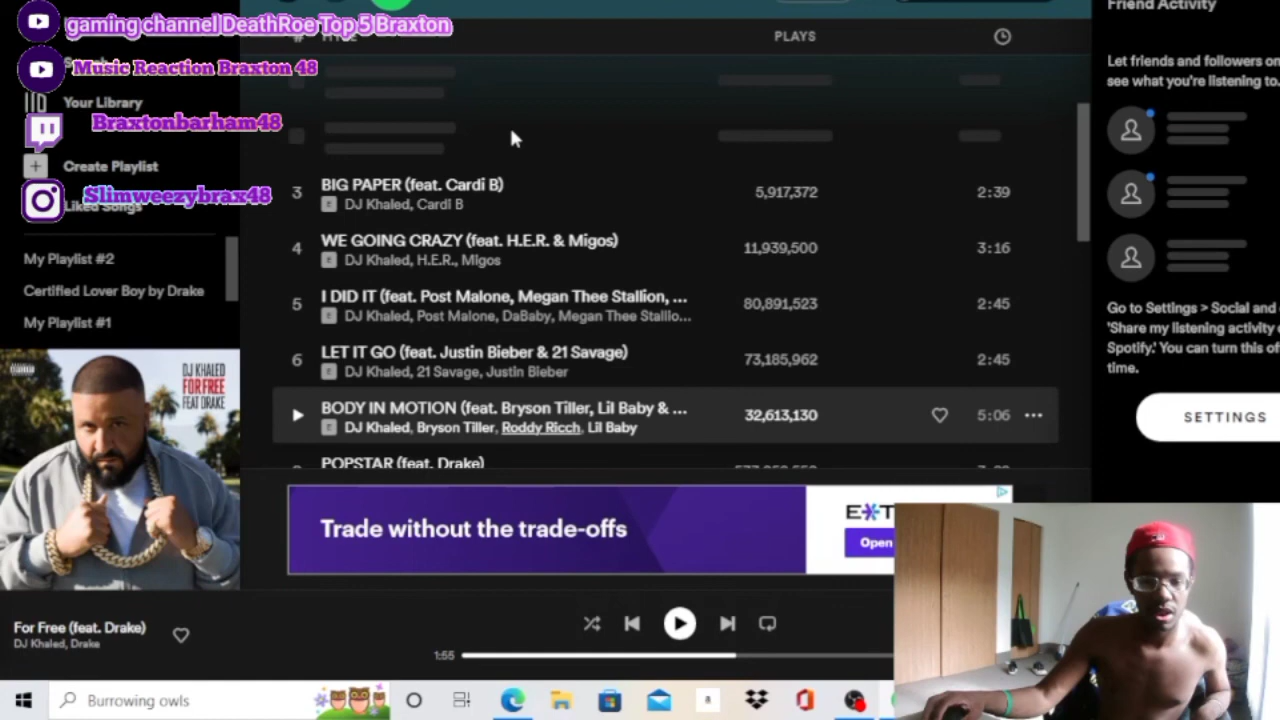 gaming channel DeathRoe Top 5 Braxton
Music Reaction Braxton 48
Your Library
Braxtonbarham48
Create Playlist
Slimweezybrax48
Liked Songs
My Playlist #2
Certified Lover Boy by Drake
My Playlist #1
DJ KHALED
FOR FREE
FEAT DRAKE
For Free (feat. Drake)
DJ Khaled, Drake
# TITLE PLAYS
3 BIG PAPER (feat. Cardi B) 5,917,372 2:39
E DJ Khaled, Cardi B
4 WE GOING CRAZY (feat. H.E.R. & Migos) 11,939,500 3:16
E DJ Khaled, H.E.R., Migos
5 I DID IT (feat. Post Malone, Megan Thee Stallion, ... 80,891,523 2:45
E DJ Khaled, Post Malone, DaBaby, Megan Thee Stallio...
6 LET IT GO (feat. Justin Bieber & 21 Savage) 73,185,962 2:45
E DJ Khaled, 21 Savage, Justin Bieber
BODY IN MOTION (feat. Bryson Tiller, Lil Baby & ... 32,613,130 5:06
E DJ Khaled, Bryson Tiller, Roddy Ricch, Lil Baby
POPSTAR (feat. Drake)
Trade without the trade-offs
Open
1:55
Friend Activity
Let friends and followers on
see what you're listening to.
Go to Settings > Social and
'Share my listening activity
Spotify.' You can turn this of
time.
SETTINGS
Burrowing owls